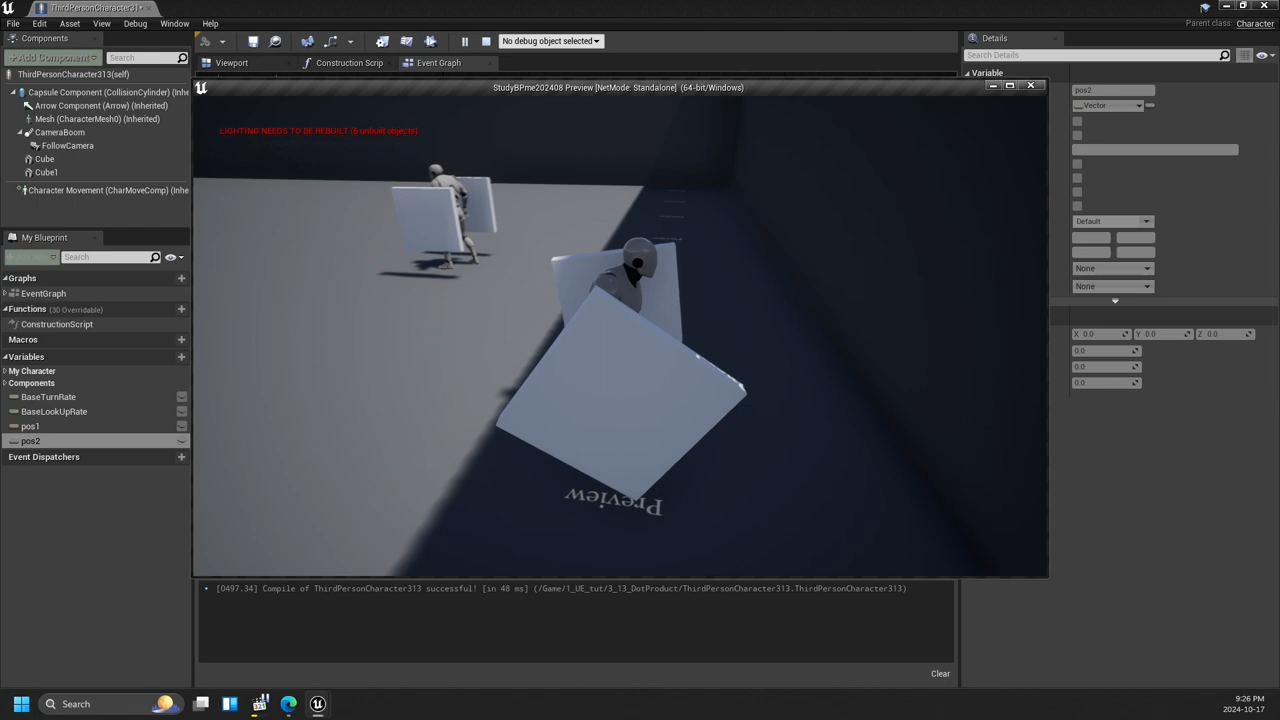 ThirdPersonCharacter31*
File Edit Asset View Debug Window Help
Parent class: Character
Components
+Add Component
Search
ThirdPersonCharacter313(self)
Capsule Component (CollisionCylinder) (Inhe
Arrow Component (Arrow) (Inherited)
Mesh (CharacterMesh0) (Inherited)
CameraBoom
FollowCamera
Cube
Cube1
Character Movement (CharMoveComp) (Inhe
My Blueprint
Search
Graphs
EventGraph
Functions (30 Overridable)
ConstructionScript
Macros
Variables
My Character
Components
BaseTurnRate
BaseLookUpRate
pos1
pos2
Event Dispatchers
No debug object selected
Viewport
Construction Scrip
Event Graph
StudyBPme202408 Preview [NetMode: Standalone] (64-bit/Windows)
LIGHTING NEEDS TO BE REBUILT (6 unbuilt objects)
Preview
[0497.34] Compile of ThirdPersonCharacter313 successful! [in 48 ms] (/Game/1_UE_tut/3_13_DotProduct/ThirdPersonCharacter313.ThirdPersonCharacter313)
Clear
Details
Search Details
Variable
pos2
Vector
Default
None
None
X 0.0 Y 0.0 Z 0.0
0.0
0.0
0.0
Search
9:26 PM
2024-10-17